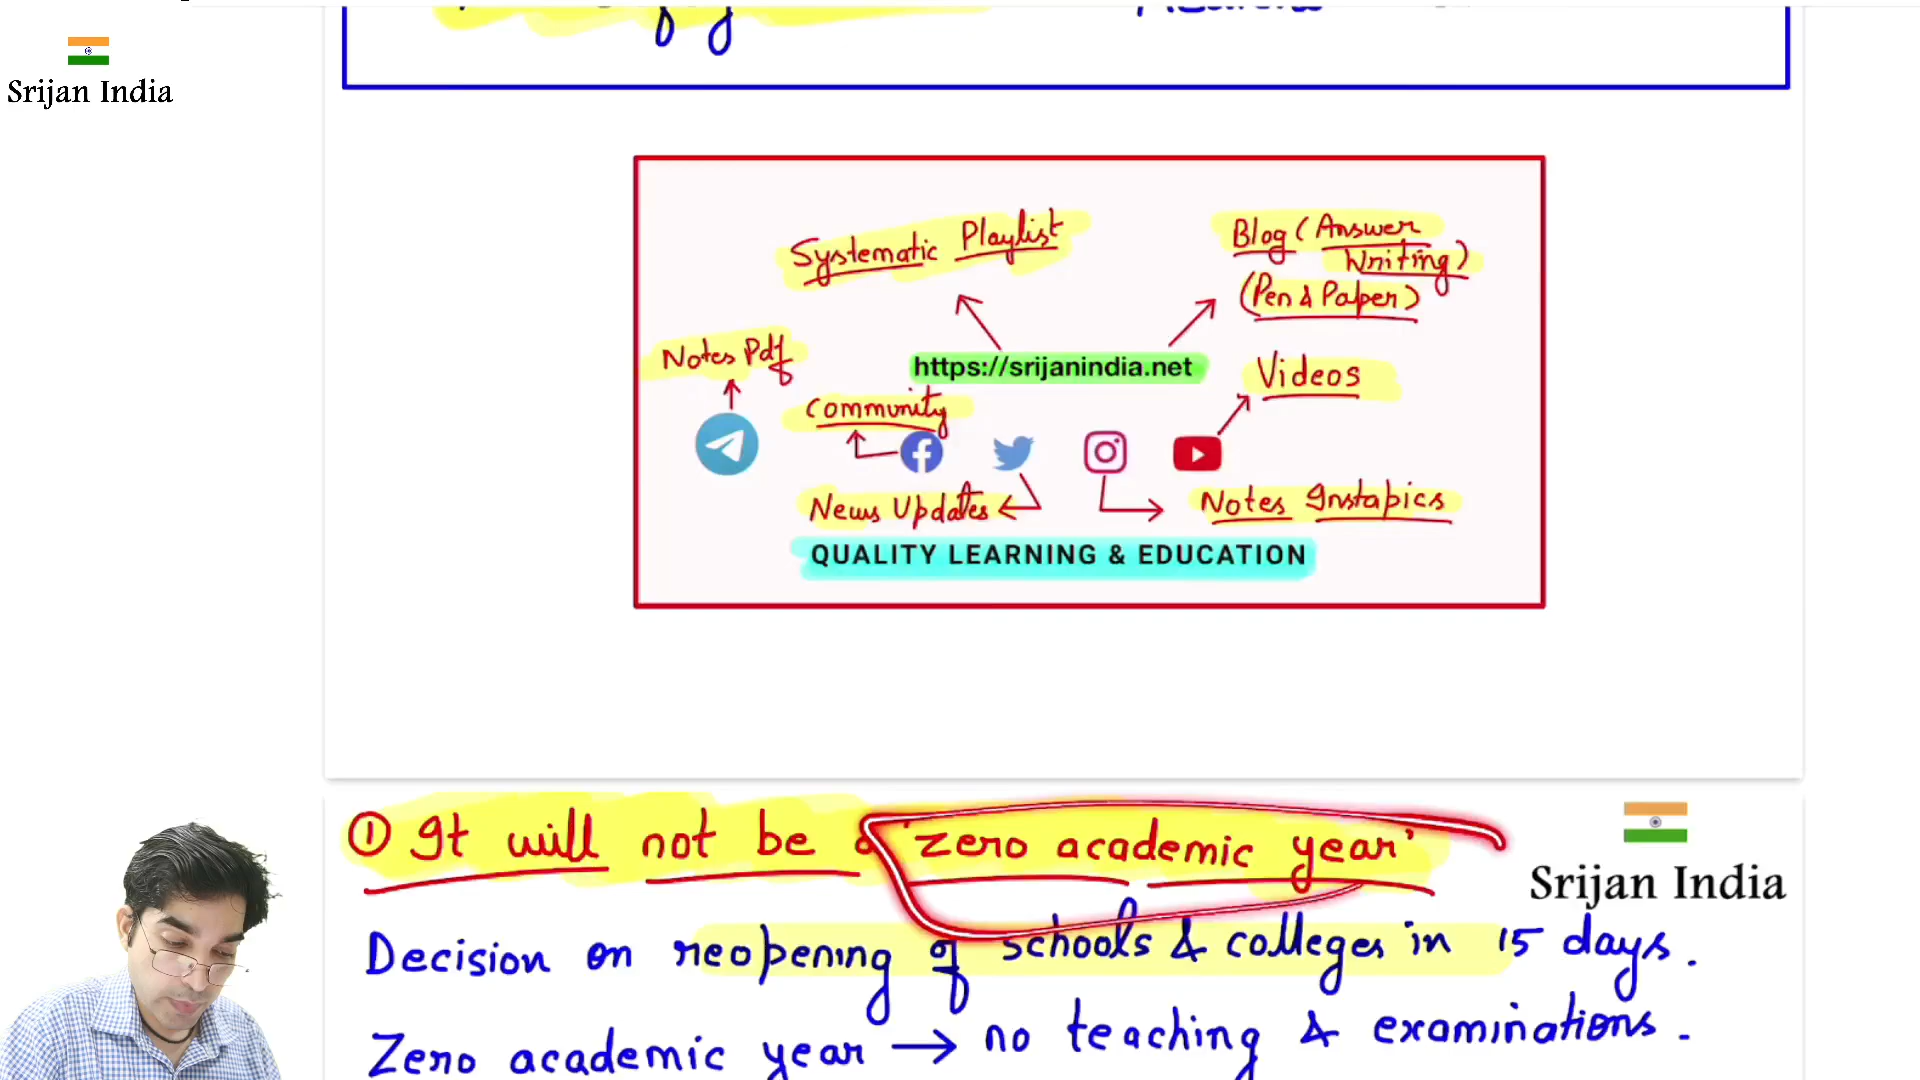 Srijan India
Systematic Playlist
Blog (Answer
Writing)
(Pen & Paper)
Notes Pdf
https://srijanindia.net
Videos
Community
News Updates
Notes Instapics
QUALITY LEARNING & EDUCATION
① It will not be a 'zero academic year'
Srijan India
Decision on reopening of schools & colleges in 15 days.
Zero academic year → no teaching & examinations.